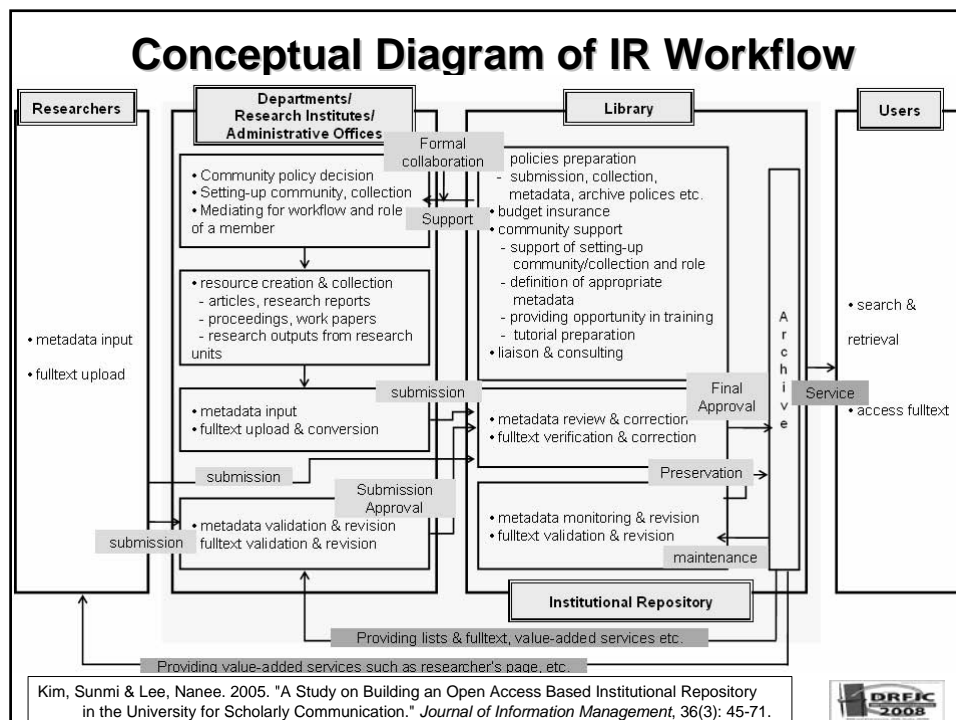 Conceptual Diagram of IR Workflow
Researchers
• metadata input
• fulltext upload
Departments/
Research Institutes/
Administrative Offices
• Community policy decision
• Setting-up community, collection
• Mediating for workflow and role
of a member
• resource creation & collection
- articles, research reports
- proceedings, work papers
- research outputs from research
units
• metadata input
• fulltext upload & conversion
• metadata validation & revision
fulltext validation & revision
Formal
collaboration
Support
submission
submission
Submission
Approval
submission
Library
policies preparation
- submission, collection,
metadata, archive polices etc.
• budget insurance
• community support
- support of setting-up
community/collection and role
- definition of appropriate
metadata
- providing opportunity in training
- tutorial preparation
• liaison & consulting
• metadata review & correction
• fulltext verification & correction
• metadata monitoring & revision
• fulltext validation & revision
Final
Approval
Preservation
maintenance
Archive
Institutional Repository
Service
Users
• search &
retrieval
• access fulltext
Providing lists & fulltext, value-added services etc.
Providing value-added services such as researcher's page, etc.
Kim, Sunmi & Lee, Nanee. 2005. "A Study on Building an Open Access Based Institutional Repository
in the University for Scholarly Communication." Journal of Information Management, 36(3): 45-71.
DRFIC
2008